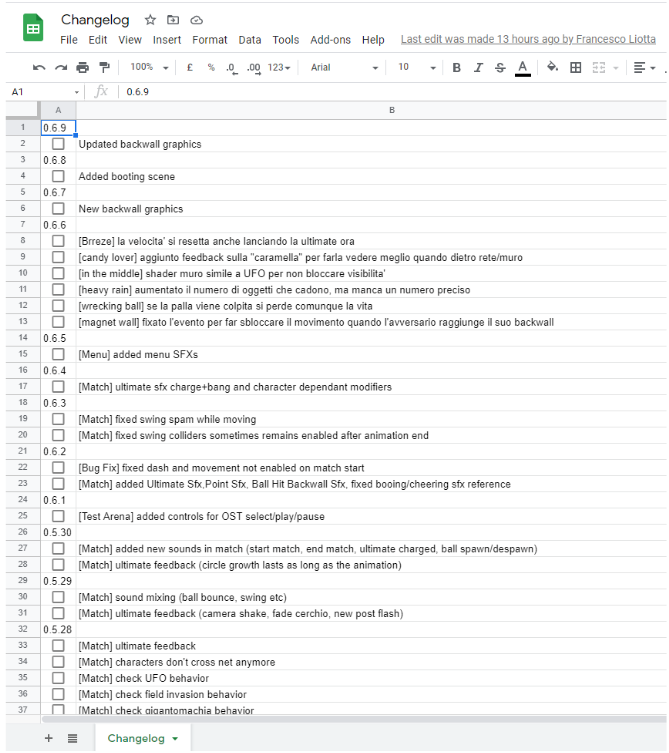 Changelog
File Edit View Insert Format Data Tools Add-ons Help Last edit was made 13 hours ago by Francesco Liotta
100% £ % .0 .00 123 Arial 10 B I S A
A1 fx 0.6.9
A B
1 0.6.9
2 Updated backwall graphics
3 0.6.8
4 Added booting scene
5 0.6.7
6 New backwall graphics
7 0.6.6
8 [Brreze] la velocita' si resetta anche lanciando la ultimate ora
9 [candy lover] aggiunto feedback sulla "caramella" per farla vedere meglio quando dietro rete/muro
10 [in the middle] shader muro simile a UFO per non bloccare visibilita'
11 [heavy rain] aumentato il numero di oggetti che cadono, ma manca un numero preciso
12 [wrecking ball] se la palla viene colpita si perde comunque la vita
13 [magnet wall] fixato l'evento per far sbloccare il movimento quando l'avversario raggiunge il suo backwall
14 0.6.5
15 [Menu] added menu SFXs
16 0.6.4
17 [Match] ultimate sfx charge+bang and character dependant modifiers
18 0.6.3
19 [Match] fixed swing spam while moving
20 [Match] fixed swing colliders sometimes remains enabled after animation end
21 0.6.2
22 [Bug Fix] fixed dash and movement not enabled on match start
23 [Match] added Ultimate Sfx,Point Sfx, Ball Hit Backwall Sfx, fixed booing/cheering sfx reference
24 0.6.1
25 [Test Arena] added controls for OST select/play/pause
26 0.5.30
27 [Match] added new sounds in match (start match, end match, ultimate charged, ball spawn/despawn)
28 [Match] ultimate feedback (circle growth lasts as long as the animation)
29 0.5.29
30 [Match] sound mixing (ball bounce, swing etc)
31 [Match] ultimate feedback (camera shake, fade cerchio, new post flash)
32 0.5.28
33 [Match] ultimate feedback
34 [Match] characters don't cross net anymore
35 [Match] check UFO behavior
36 [Match] check field invasion behavior
37 [Match] check gigantomachia behavior
Changelog